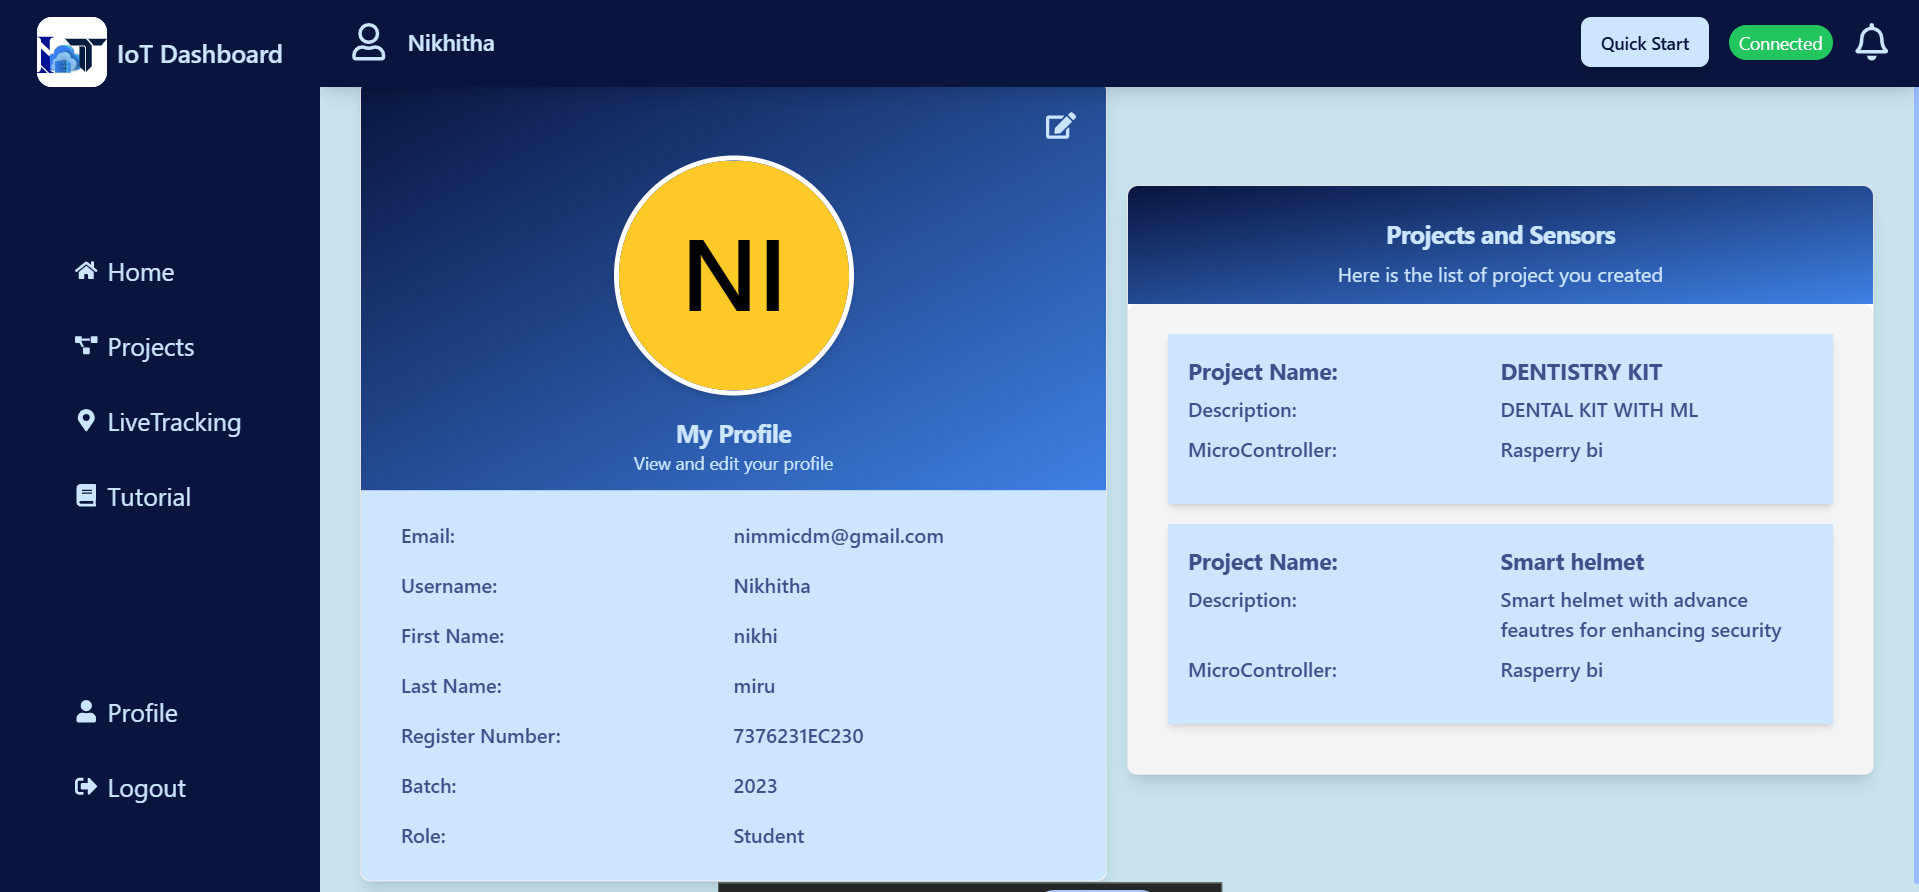 IoT Dashboard
Nikhitha
Quick Start
Connected
Home
Projects
LiveTracking
Tutorial
Profile
Logout
NI
My Profile
View and edit your profile
Email: nimmicdm@gmail.com
Username: Nikhitha
First Name: nikhi
Last Name: miru
Register Number: 7376231EC230
Batch: 2023
Role: Student
Projects and Sensors
Here is the list of project you created
Project Name: DENTISTRY KIT
Description: DENTAL KIT WITH ML
MicroController: Rasperry bi
Project Name: Smart helmet
Description: Smart helmet with advance
feautres for enhancing security
MicroController: Rasperry bi